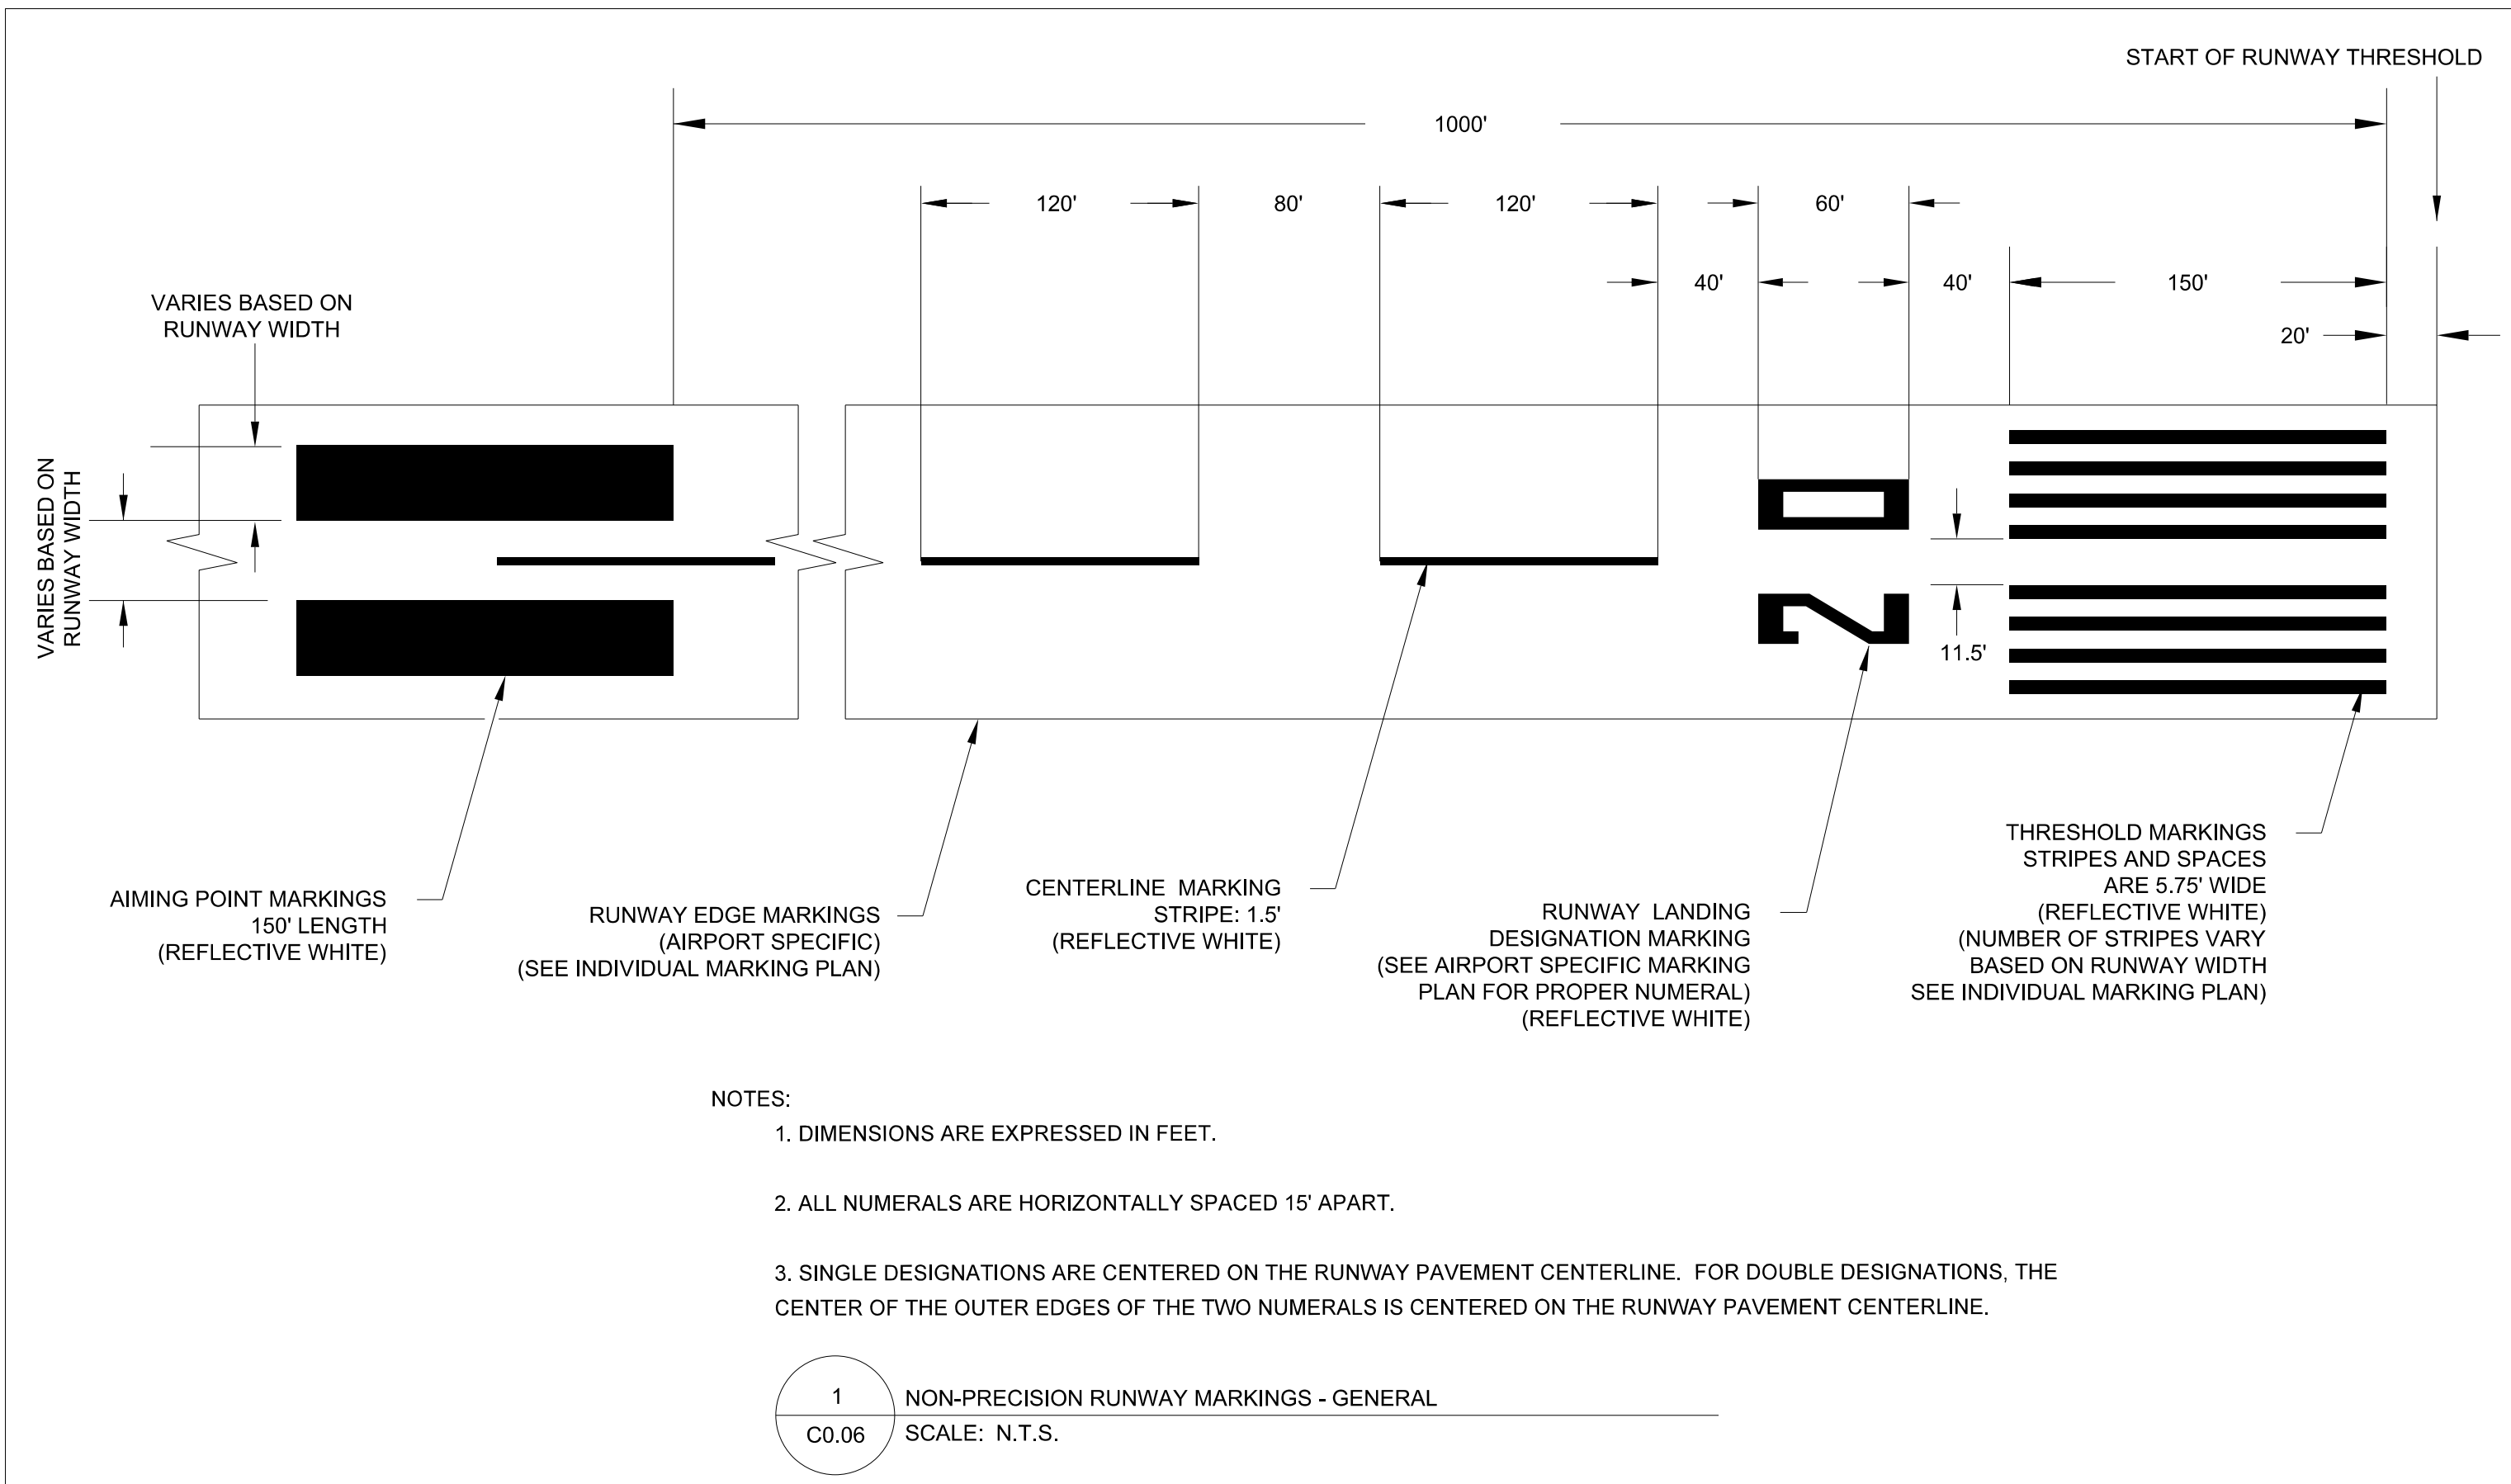 START OF RUNWAY THRESHOLD
1000'
120'
80'
120'
60'
40'
40'
150'
20'
VARIES BASED ON
RUNWAY WIDTH
VARIES BASED ON
RUNWAY WIDTH
20
11.5'
AIMING POINT MARKINGS
150' LENGTH
(REFLECTIVE WHITE)
RUNWAY EDGE MARKINGS
(AIRPORT SPECIFIC)
(SEE INDIVIDUAL MARKING PLAN)
CENTERLINE MARKING
STRIPE: 1.5'
(REFLECTIVE WHITE)
RUNWAY LANDING
DESIGNATION MARKING
(SEE AIRPORT SPECIFIC MARKING
PLAN FOR PROPER NUMERAL)
(REFLECTIVE WHITE)
THRESHOLD MARKINGS
STRIPES AND SPACES
ARE 5.75' WIDE
(REFLECTIVE WHITE)
(NUMBER OF STRIPES VARY
BASED ON RUNWAY WIDTH
SEE INDIVIDUAL MARKING PLAN)
NOTES:
1. DIMENSIONS ARE EXPRESSED IN FEET.
2. ALL NUMERALS ARE HORIZONTALLY SPACED 15' APART.
3. SINGLE DESIGNATIONS ARE CENTERED ON THE RUNWAY PAVEMENT CENTERLINE. FOR DOUBLE DESIGNATIONS, THE
CENTER OF THE OUTER EDGES OF THE TWO NUMERALS IS CENTERED ON THE RUNWAY PAVEMENT CENTERLINE.
1
C0.06
NON-PRECISION RUNWAY MARKINGS - GENERAL
SCALE: N.T.S.